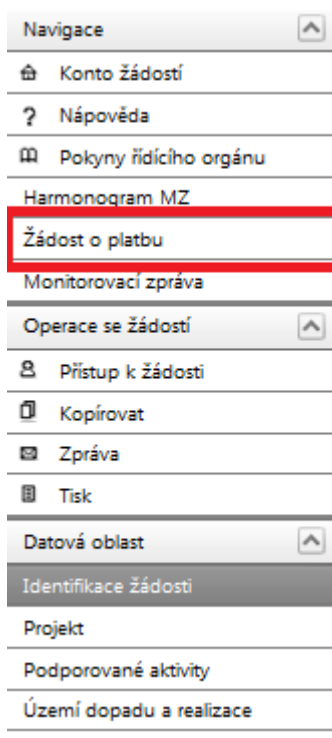 Navigace
Konto žádostí
? Nápověda
Pokyny řídícího orgánu
Harmonogram MZ
Žádost o platbu
Monitorovací zpráva
Operace se žádostí
Přístup k žádosti
Kopírovat
Zpráva
Tisk
Datová oblast
Identifikace žádosti
Projekt
Podporované aktivity
Území dopadu a realizace